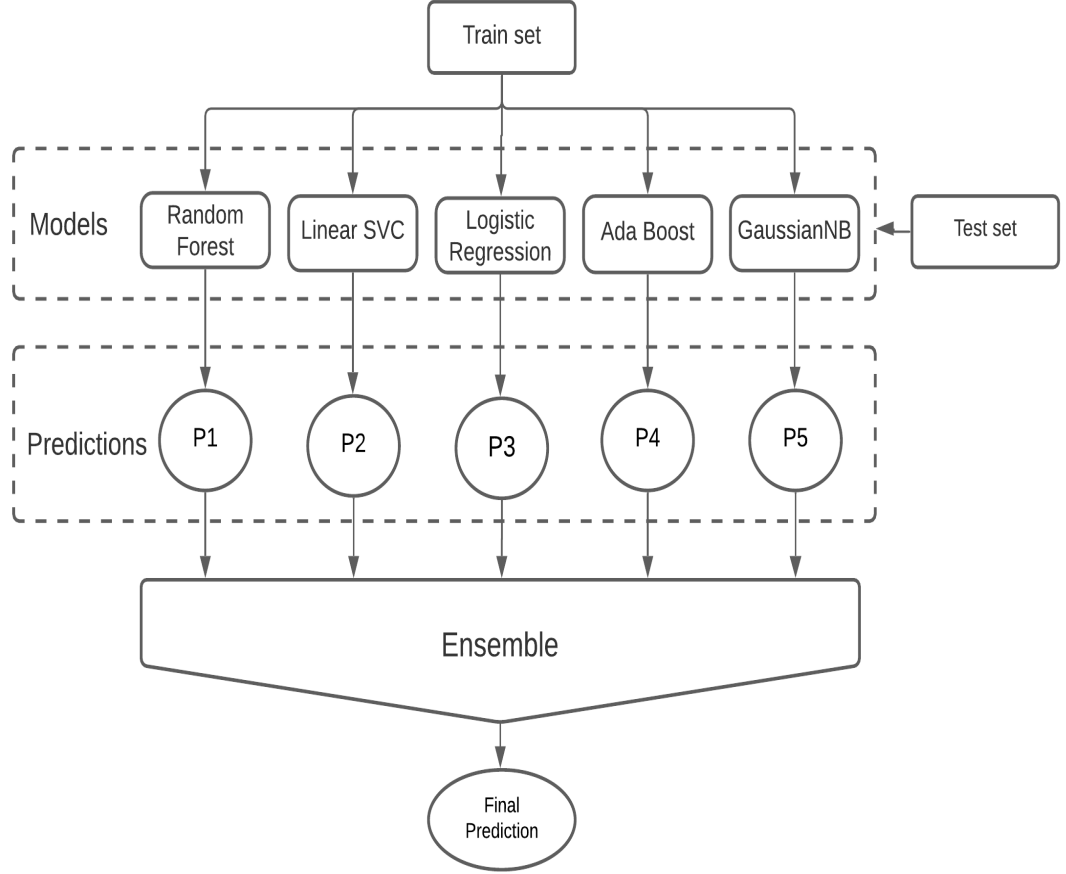 Train set
Models
Random
Forest
Linear SVC
Logistic
Regression
Ada Boost
GaussianNB
Test set
Predictions
P1
P2
P3
P4
P5
Ensemble
Final
Prediction